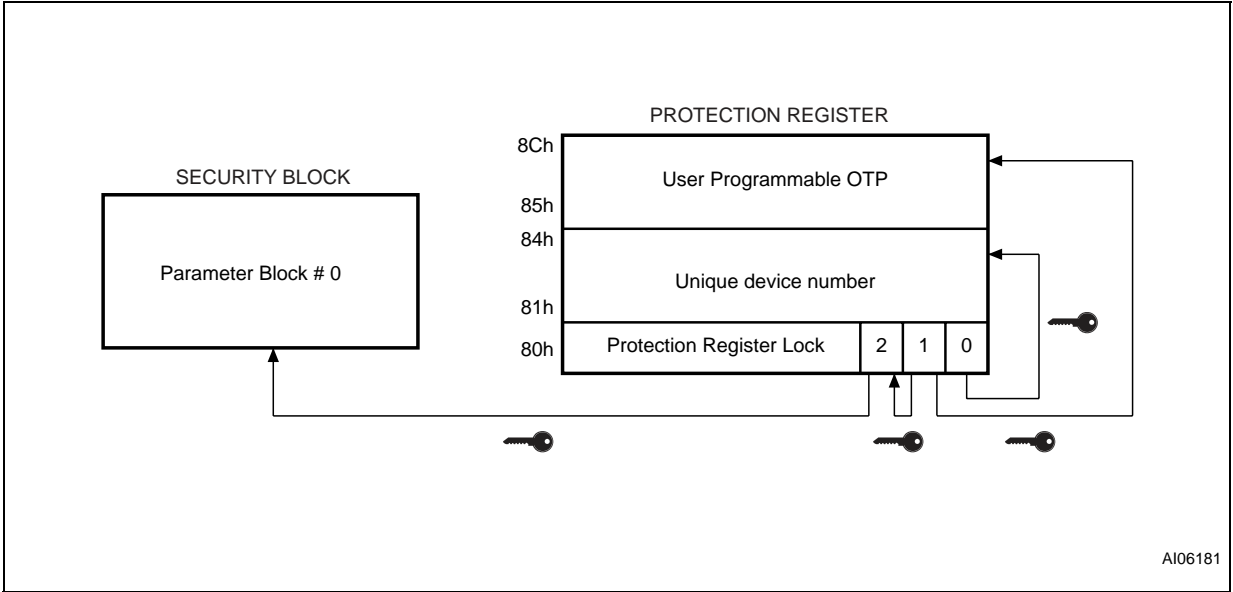 PROTECTION REGISTER
8Ch
User Programmable OTP
SECURITY BLOCK
85h
84h
Parameter Block # 0
Unique device number
81h
80h
Protection Register Lock 2 1 0
AI06181